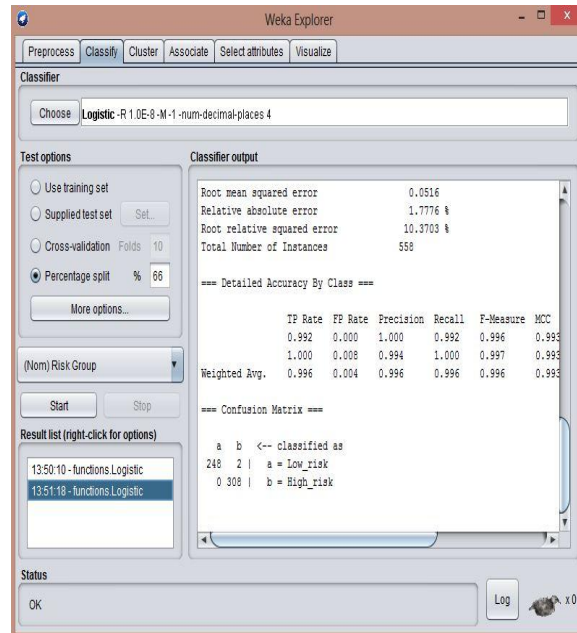 Weka Explorer
Preprocess Classify Cluster Associate Select attributes Visualize
Classifier
Choose Logistic -R 1.0E-8 -M -1 -num-decimal-places 4
Test options
Use training set
Supplied test set Set...
Cross-validation Folds 10
Percentage split % 66
More options...
(Nom) Risk Group
Start Stop
Result list (right-click for options)
13:50:10 - functions.Logistic
13:51:18 - functions.Logistic
Classifier output
Root mean squared error 0.0516
Relative absolute error 1.7776 %
Root relative squared error 10.3703 %
Total Number of Instances 558
=== Detailed Accuracy By Class ===
TP Rate FP Rate Precision Recall F-Measure MCC
0.992 0.000 1.000 0.992 0.996 0.993
1.000 0.008 0.994 1.000 0.997 0.993
Weighted Avg. 0.996 0.004 0.996 0.996 0.996 0.993
=== Confusion Matrix ===
a b <-- classified as
248 2 | a = Low_risk
0 308 | b = High_risk
Status
OK
Log
x 0